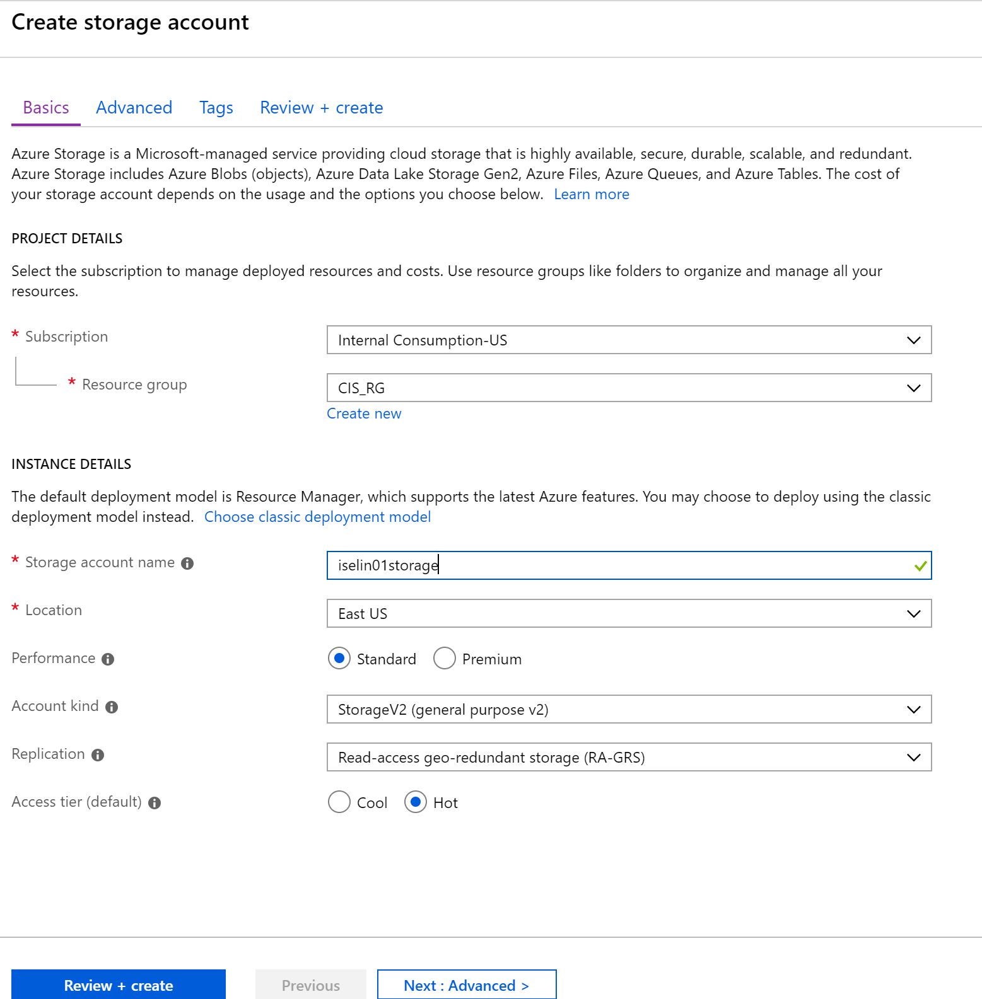 Create storage account
Basics Advanced Tags Review + create
Azure Storage is a Microsoft-managed service providing cloud storage that is highly available, secure, durable, scalable, and redundant.
Azure Storage includes Azure Blobs (objects), Azure Data Lake Storage Gen2, Azure Files, Azure Queues, and Azure Tables. The cost of
your storage account depends on the usage and the options you choose below. Learn more
PROJECT DETAILS
Select the subscription to manage deployed resources and costs. Use resource groups like folders to organize and manage all your
resources.
* Subscription Internal Consumption-US
* Resource group CIS_RG
Create new
INSTANCE DETAILS
The default deployment model is Resource Manager, which supports the latest Azure features. You may choose to deploy using the classic
deployment model instead. Choose classic deployment model
* Storage account name iselin01storage
* Location East US
Performance Standard Premium
Account kind StorageV2 (general purpose v2)
Replication Read-access geo-redundant storage (RA-GRS)
Access tier (default) Cool Hot
Review + create Previous Next : Advanced >